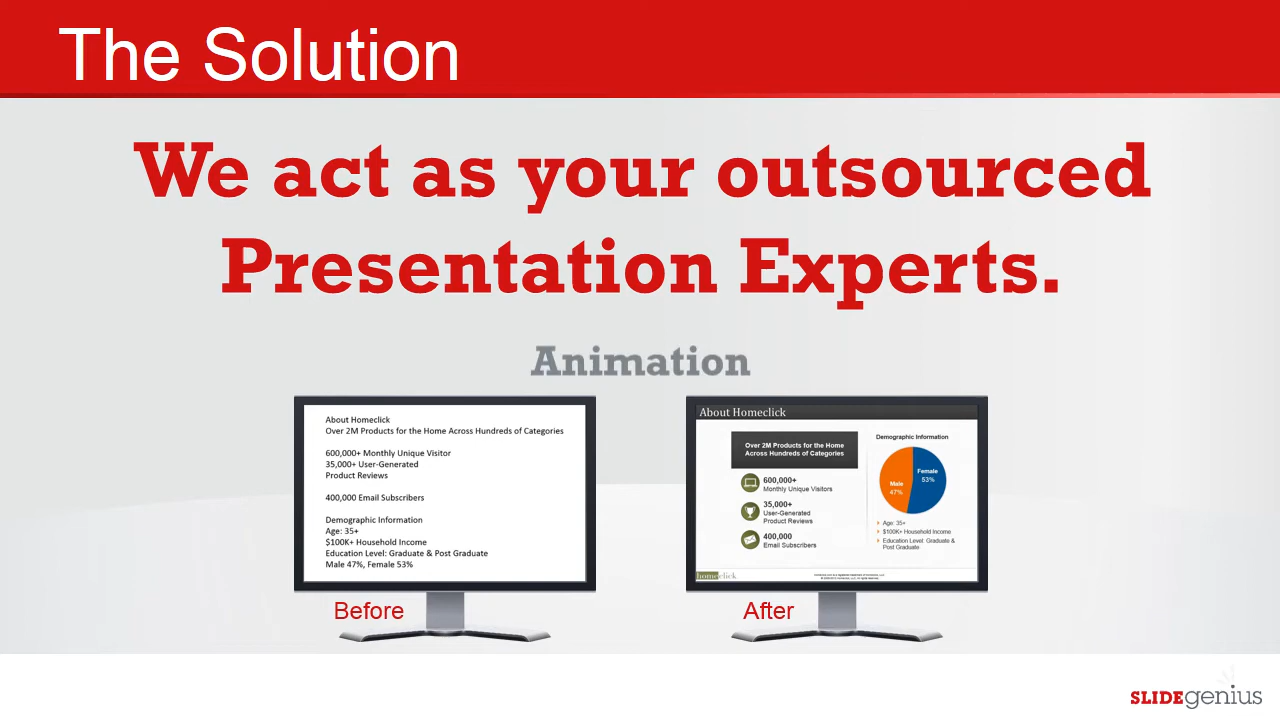 The Solution
We act as your outsourced
Presentation Experts.
Animation
About Homeclick
Over 2M Products for the Home Across Hundreds of Categories
600,000+ Monthly Unique Visitor
35,000+ User-Generated
Product Reviews
400,000 Email Subscribers
Demographic Information
Age: 35+
$100K+ Household Income
Education Level: Graduate & Post Graduate
Male 47%, Female 53%
Before
About Homeclick
Over 2M Products for the Home
Across Hundreds of Categories
600,000+
Monthly Unique Visitors
35,000+
User-Generated
Product Reviews
400,000
Email Subscribers
Demographic Information
Female
53%
Male
47%
Age: 35+
$100K+ Household Income
Education Level: Graduate &
Post Graduate
homeclick
After
SLIDEgenius